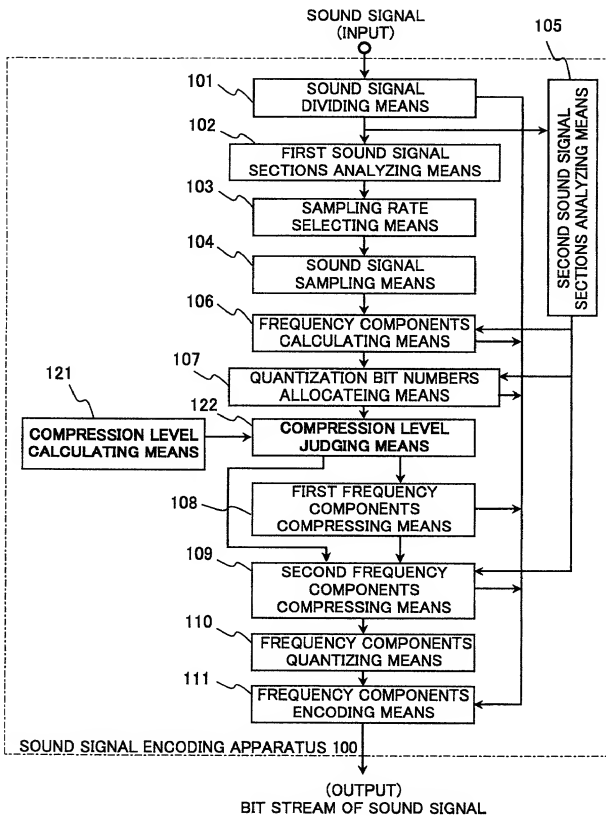 SOUND SIGNAL
(INPUT)
105
101
SOUND SIGNAL
DIVIDING MEANS
SECOND SOUND SIGNAL
SECTIONS ANALYZING MEANS
102
FIRST SOUND SIGNAL
SECTIONS ANALYZING MEANS
103
SAMPLING RATE
SELECTING MEANS
104
SOUND SIGNAL
SAMPLING MEANS
106
FREQUENCY COMPONENTS
CALCULATING MEANS
107
QUANTIZATION BIT NUMBERS
ALLOCATEING MEANS
121
122
COMPRESSION LEVEL
CALCULATING MEANS
COMPRESSION LEVEL
JUDGING MEANS
108
FIRST FREQUENCY
COMPONENTS
COMPRESSING MEANS
109
SECOND FREQUENCY
COMPONENTS
COMPRESSING MEANS
110
FREQUENCY COMPONENTS
QUANTIZING MEANS
111
FREQUENCY COMPONENTS
ENCODING MEANS
SOUND SIGNAL ENCODING APPARATUS 100
(OUTPUT)
BIT STREAM OF SOUND SIGNAL